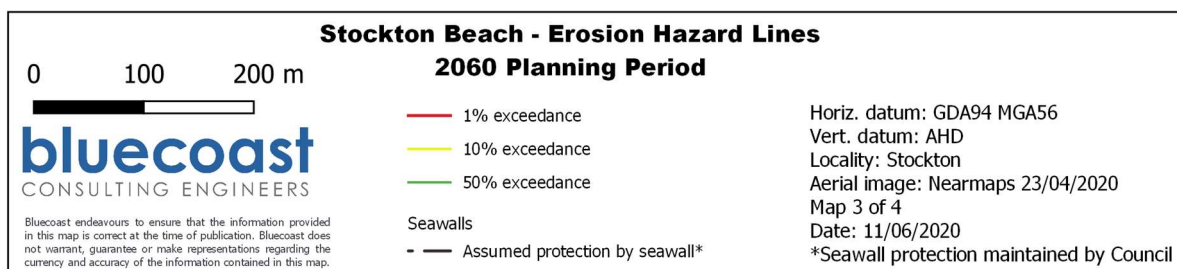 Stockton Beach - Erosion Hazard Lines
2060 Planning Period
0 100 200 m
bluecoast
CONSULTING ENGINEERS
Bluecoast endeavours to ensure that the information provided
in this map is correct at the time of publication. Bluecoast does
not warrant, guarantee or make representations regarding the
currency and accuracy of the information contained in this map.
1% exceedance
10% exceedance
50% exceedance
Seawalls
Assumed protection by seawall*
Horiz. datum: GDA94 MGA56
Vert. datum: AHD
Locality: Stockton
Aerial image: Nearmaps 23/04/2020
Map 3 of 4
Date: 11/06/2020
*Seawall protection maintained by Council